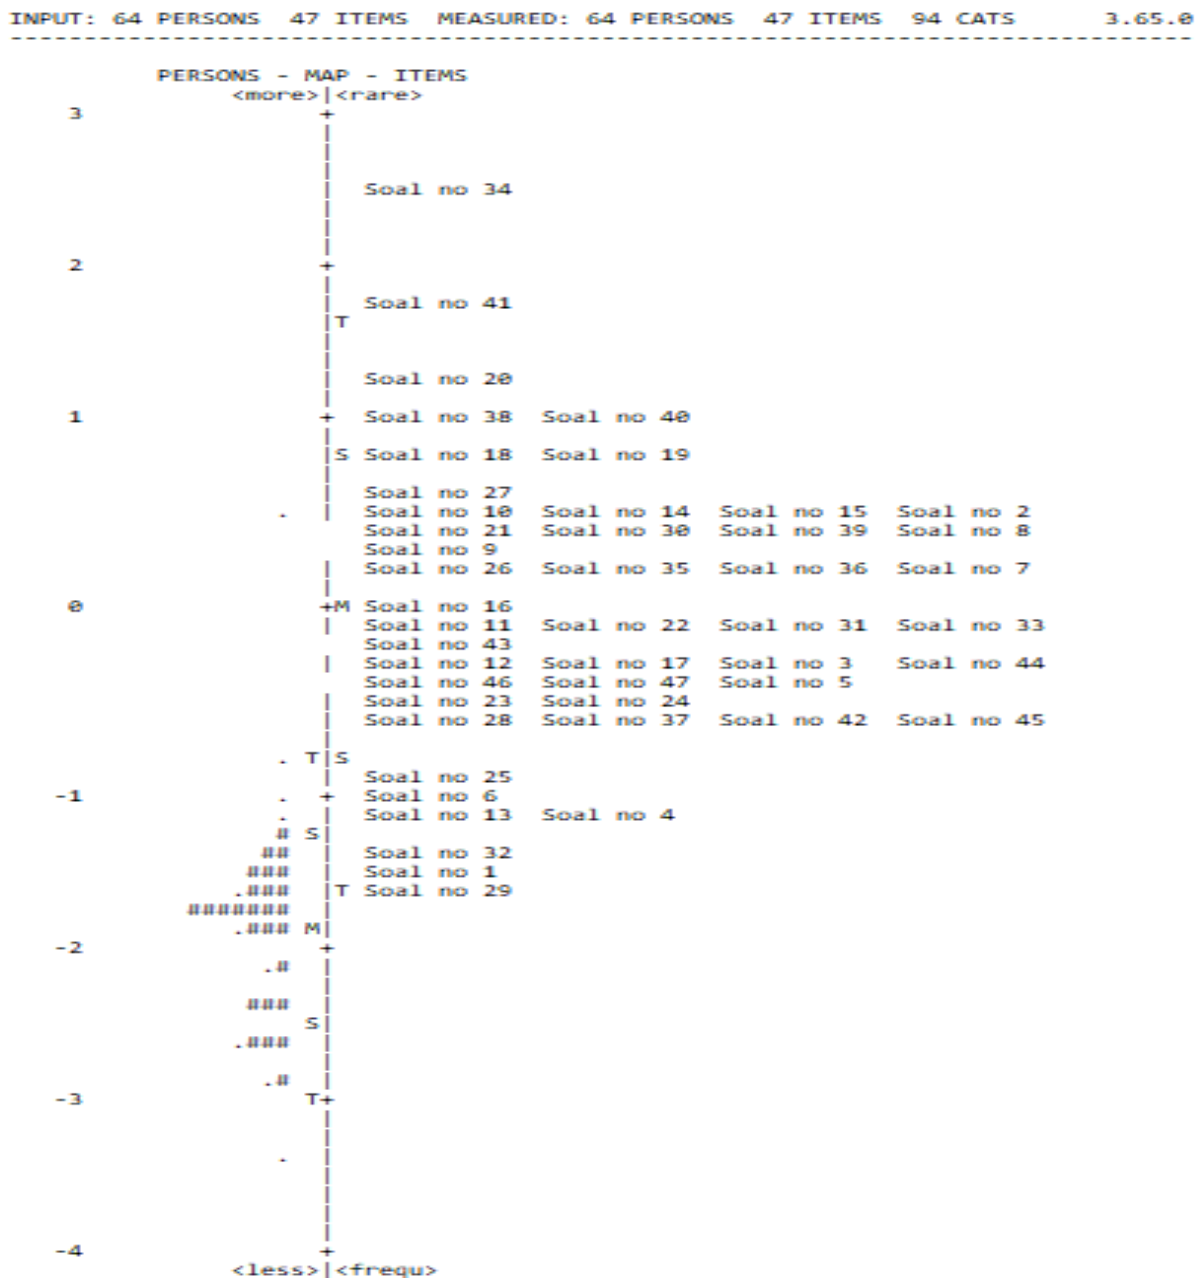 INPUT: 64 PERSONS  47 ITEMS  MEASURED: 64 PERSONS  47 ITEMS  94 CATS      3.65.0
--------------------------------------------------------------------------------
PERSONS - MAP - ITEMS
<more>|<rare>
3 +
|
|
|
| Soal no 34
|
|
|
2 +
|
| Soal no 41
|T
|
|
| Soal no 20
|
1 + Soal no 38  Soal no 40
|
|S Soal no 18  Soal no 19
|
| Soal no 27
. | Soal no 10  Soal no 14  Soal no 15  Soal no 2
Soal no 21  Soal no 30  Soal no 39  Soal no 8
Soal no 9
| Soal no 26  Soal no 35  Soal no 36  Soal no 7
|
0 +M Soal no 16
| Soal no 11  Soal no 22  Soal no 31  Soal no 33
Soal no 43
| Soal no 12  Soal no 17  Soal no 3  Soal no 44
Soal no 46  Soal no 47  Soal no 5
| Soal no 23  Soal no 24
| Soal no 28  Soal no 37  Soal no 42  Soal no 45
|
. T|S
| Soal no 25
-1 . + Soal no 6
. | Soal no 13  Soal no 4
# S|
## | Soal no 32
### | Soal no 1
.### |T Soal no 29
####### |
.### M|
-2 +
.# |
|
### |
S|
.### |
|
.# |
-3 T+
|
|
. |
|
|
|
|
-4 +
<less>|<frequ>